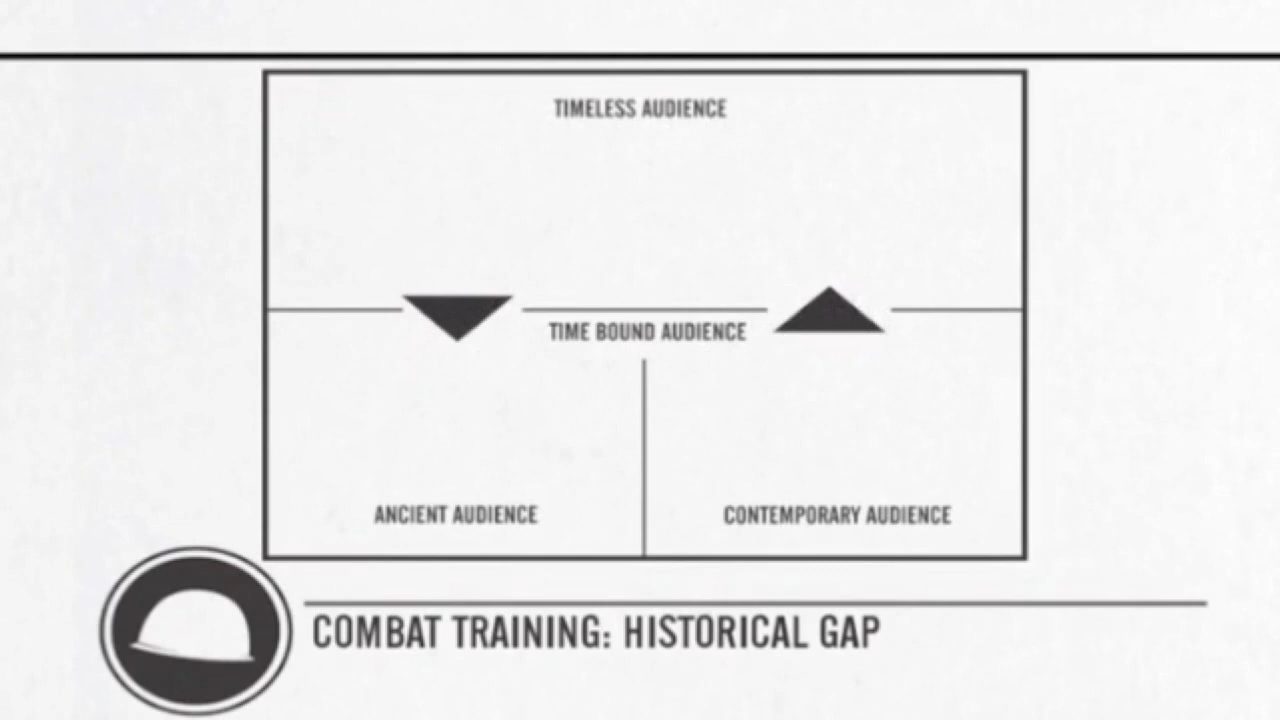 TIMELESS AUDIENCE
TIME BOUND AUDIENCE
ANCIENT AUDIENCE
CONTEMPORARY AUDIENCE
COMBAT TRAINING: HISTORICAL GAP